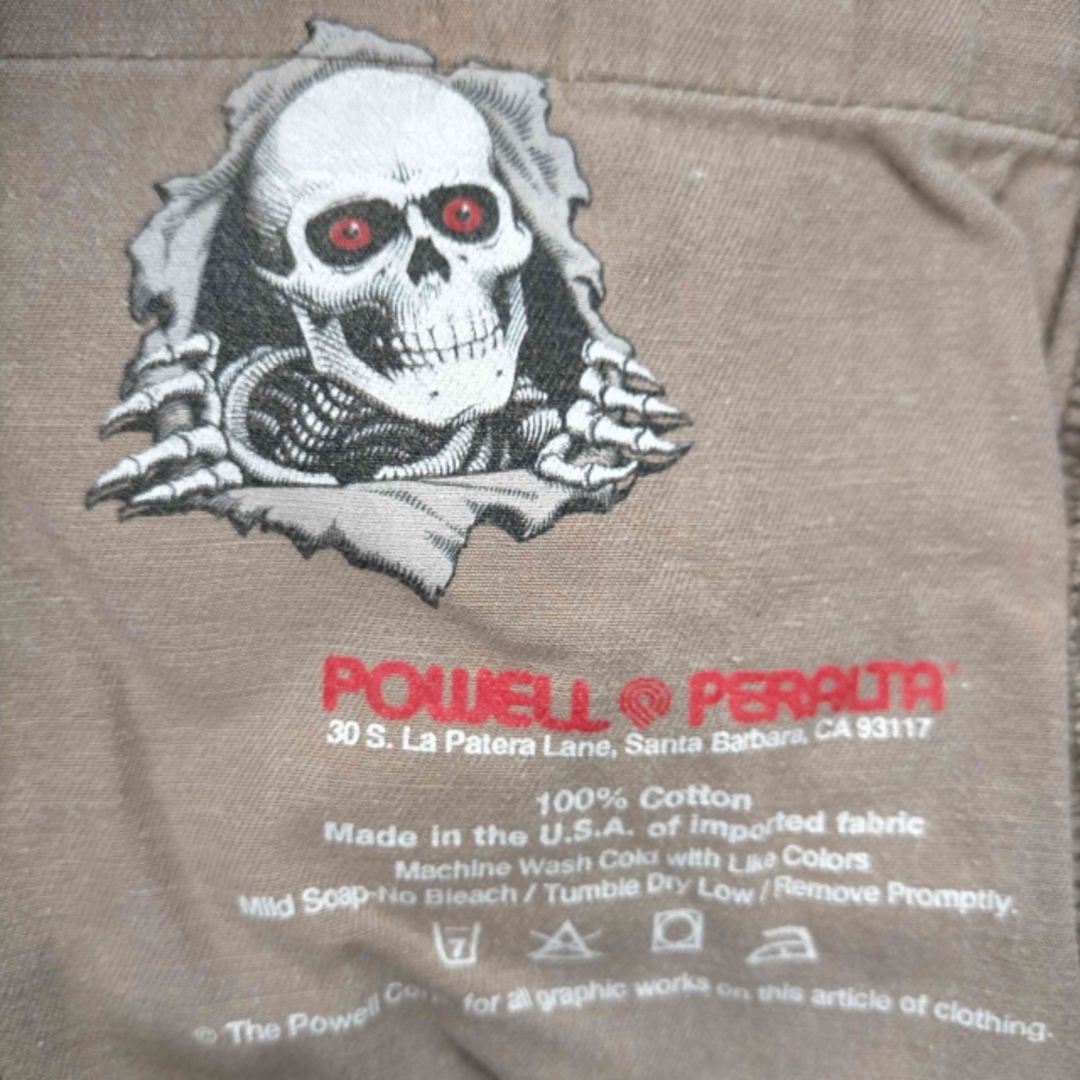 POWELL PERALTA
30 S. La Patera Lane, Santa Barbara, CA 93117
100% Cotton
Made in the U.S.A. of imported fabric
Machine Wash Cold with Like Colors
Mild Soap-No Bleach / Tumble Dry Low / Remove Promptly.
7
© The Powell for all graphic works on this article of clothing.